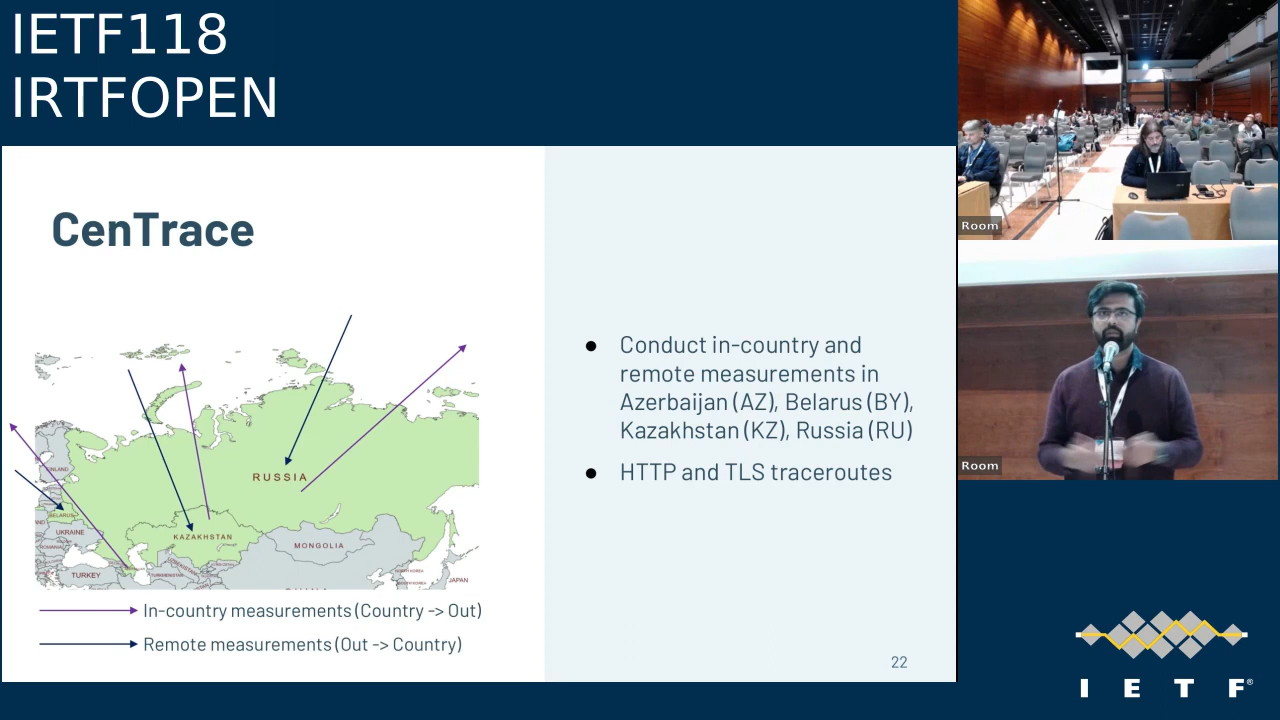 IETF118
IRTFOPEN
CenTrace
RUSSIA
FINLAND
BELARUS
UKRAINE
ROMANIA
KAZAKHSTAN
MONGOLIA
TURKEY
TURKMENISTAN
JAPAN
In-country measurements (Country -> Out)
Remote measurements (Out -> Country)
● Conduct in-country and
remote measurements in
Azerbaijan (AZ), Belarus (BY),
Kazakhstan (KZ), Russia (RU)
● HTTP and TLS traceroutes
22
Room
Room
I E T F®